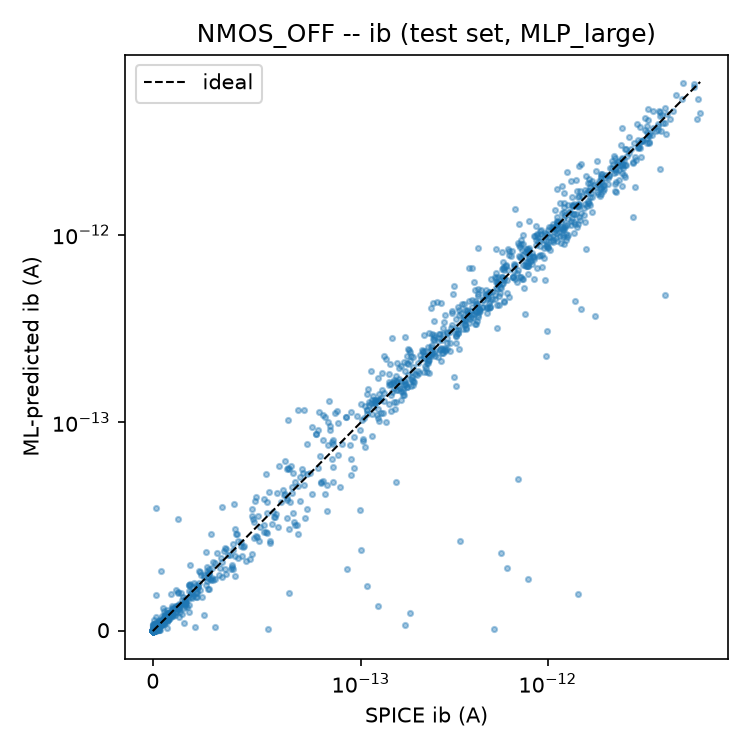 NMOS_OFF -- ib (test set, MLP_large)
ideal
ML-predicted ib (A)
10⁻¹²
10⁻¹³
0
0
10⁻¹³
10⁻¹²
SPICE ib (A)